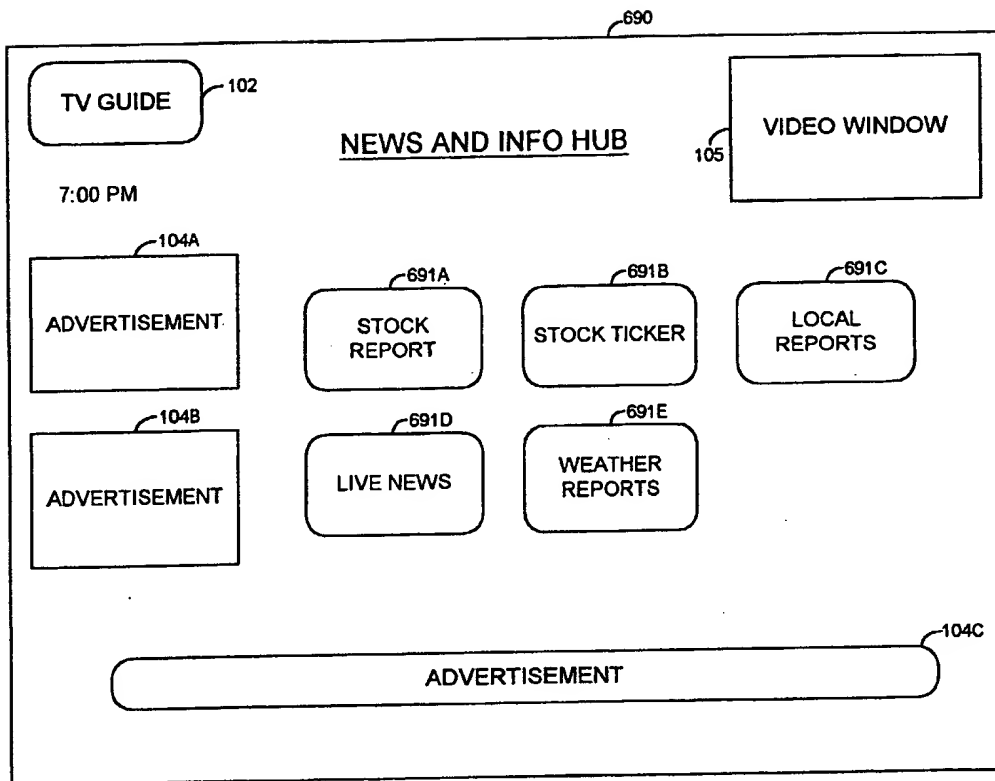 690
TV GUIDE
102
NEWS AND INFO HUB
105
VIDEO WINDOW
7:00 PM
104A
ADVERTISEMENT
691A
STOCK
REPORT
691B
STOCK TICKER
691C
LOCAL
REPORTS
104B
ADVERTISEMENT
691D
LIVE NEWS
691E
WEATHER
REPORTS
104C
ADVERTISEMENT